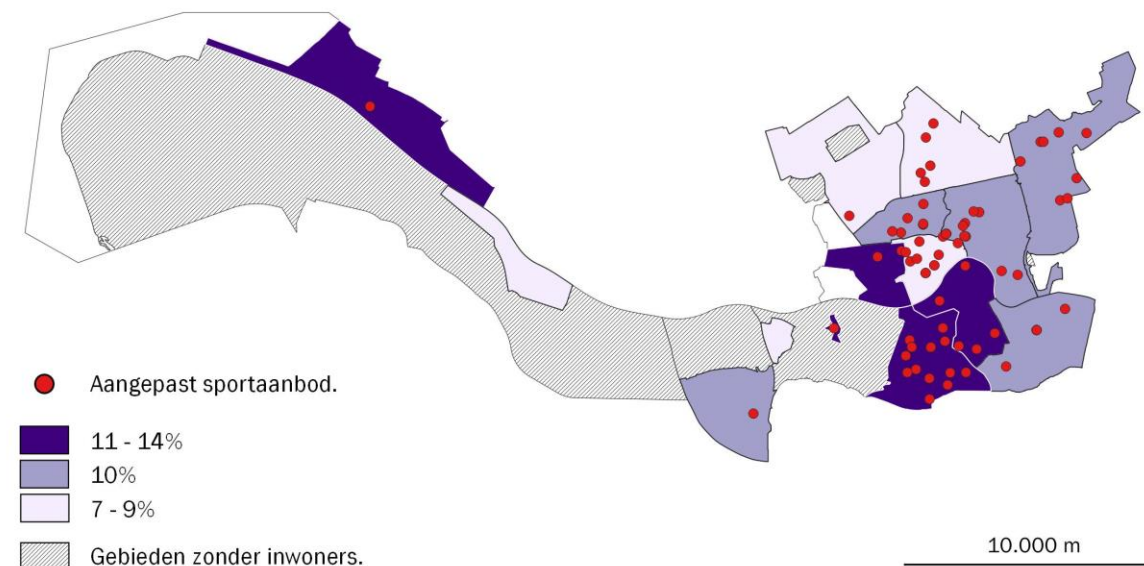 Aangepast sportaanbod.
11 - 14%
10%
7 - 9%
Gebieden zonder inwoners.
10.000 m